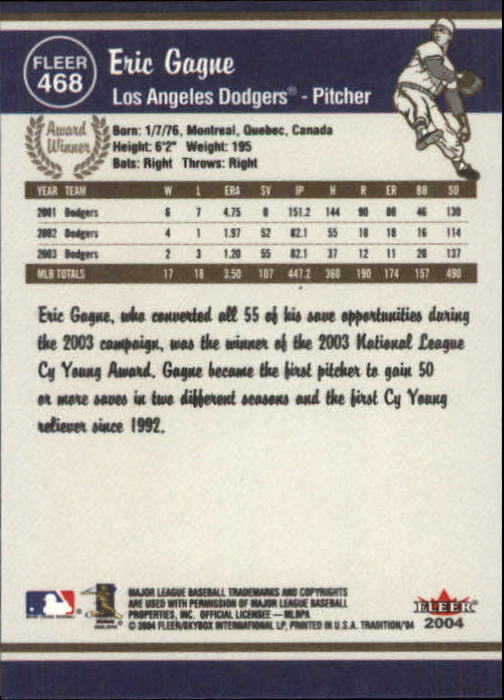 FLEER
468
Eric Gagne
Los Angeles Dodgers® - Pitcher
Award
Winner
Born: 1/7/76, Montreal, Quebec, Canada
Height: 6'2" Weight: 195
Bats: Right Throws: Right
YEAR TEAM W L ERA SV IP H R ER BB SO
2001 Dodgers 6 7 4.75 0 151.2 144 90 80 46 130
2002 Dodgers 4 1 1.97 52 82.1 55 18 18 16 114
2003 Dodgers 2 3 1.20 55 82.1 37 12 11 20 137
MLB TOTALS 17 18 3.50 107 447.2 360 190 174 157 490
Eric Gagne, who converted all 55 of his save opportunities during
the 2003 campaign, was the winner of the 2003 National League
Cy Young Award. Gagne became the first pitcher to gain 50
or more saves in two different seasons and the first Cy Young
reliever since 1992.
MAJOR LEAGUE BASEBALL TRADEMARKS AND COPYRIGHTS
ARE USED WITH PERMISSION OF MAJOR LEAGUE BASEBALL
PROPERTIES, INC. OFFICIAL LICENSEE — MLBPA
© 2004 FLEER/SKYBOX INTERNATIONAL LP, PRINTED IN U.S.A. TRADITION/'04
FLEER
2004